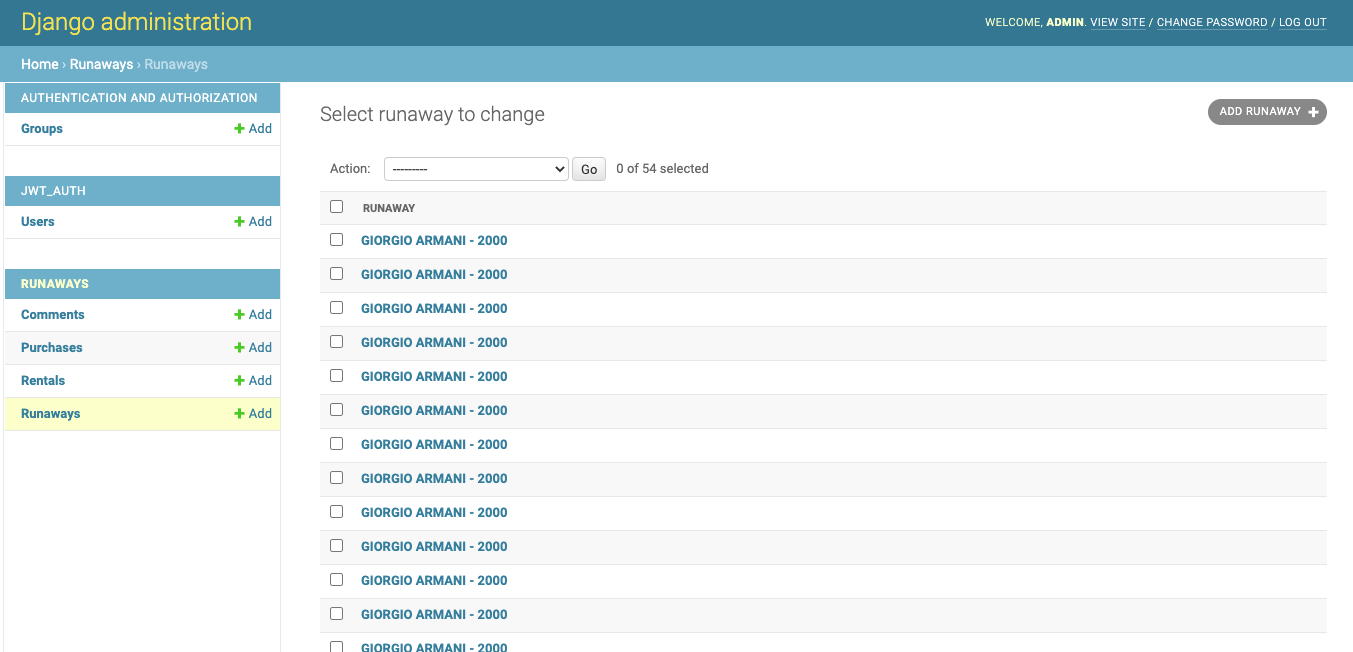 Django administration
WELCOME, ADMIN. VIEW SITE / CHANGE PASSWORD / LOG OUT
Home › Runaways › Runaways
AUTHENTICATION AND AUTHORIZATION
Groups + Add
JWT_AUTH
Users + Add
RUNAWAYS
Comments + Add
Purchases + Add
Rentals + Add
Runaways + Add
Select runaway to change
ADD RUNAWAY +
Action: --------- Go 0 of 54 selected
RUNAWAY
GIORGIO ARMANI - 2000
GIORGIO ARMANI - 2000
GIORGIO ARMANI - 2000
GIORGIO ARMANI - 2000
GIORGIO ARMANI - 2000
GIORGIO ARMANI - 2000
GIORGIO ARMANI - 2000
GIORGIO ARMANI - 2000
GIORGIO ARMANI - 2000
GIORGIO ARMANI - 2000
GIORGIO ARMANI - 2000
GIORGIO ARMANI - 2000
GIORGIO ARMANI - 2000